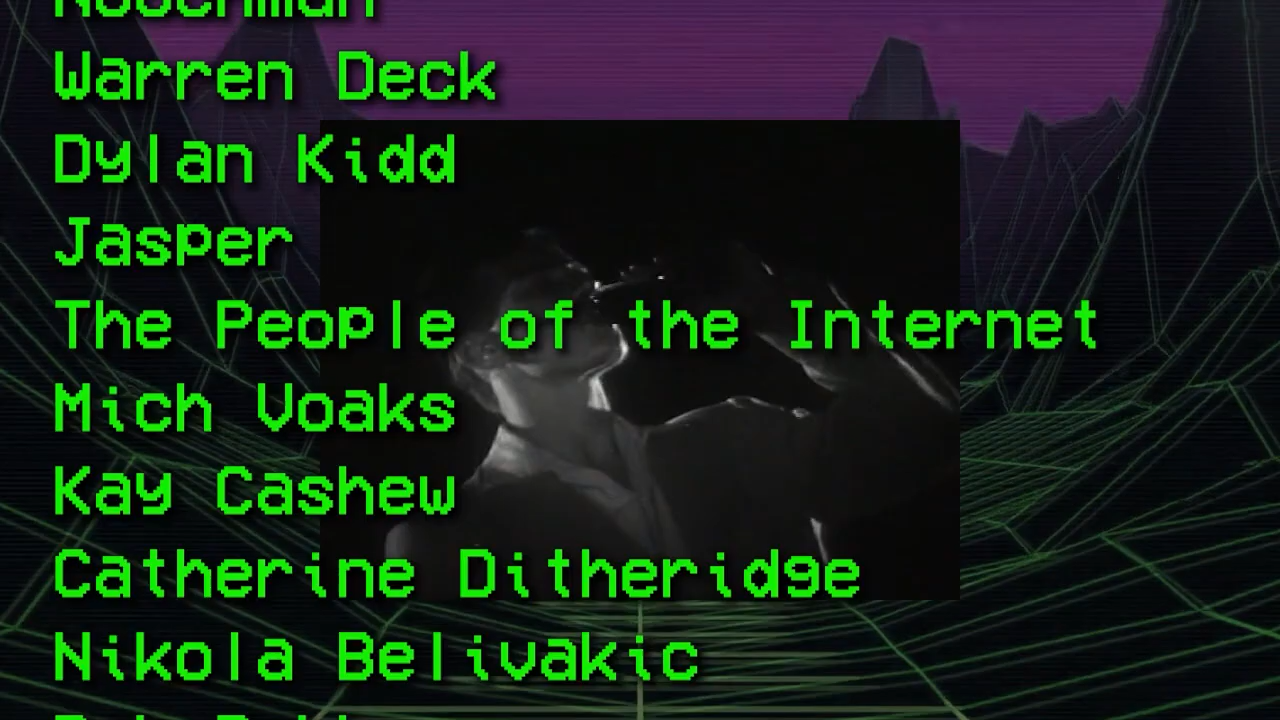 Warren Deck
Dylan Kidd
Jasper
The People of the Internet
Mich Voaks
Kay Cashew
Catherine Ditheridge
Nikola Belivakic